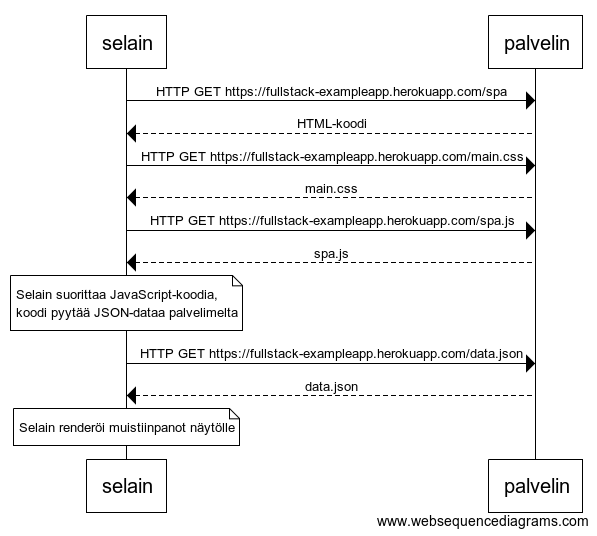 selain
palvelin
HTTP GET https://fullstack-exampleapp.herokuapp.com/spa
HTML-koodi
HTTP GET https://fullstack-exampleapp.herokuapp.com/main.css
main.css
HTTP GET https://fullstack-exampleapp.herokuapp.com/spa.js
spa.js
Selain suorittaa JavaScript-koodia,
koodi pyytää JSON-dataa palvelimelta
HTTP GET https://fullstack-exampleapp.herokuapp.com/data.json
data.json
Selain renderöi muistiinpanot näytölle
selain
palvelin
www.websequencediagrams.com